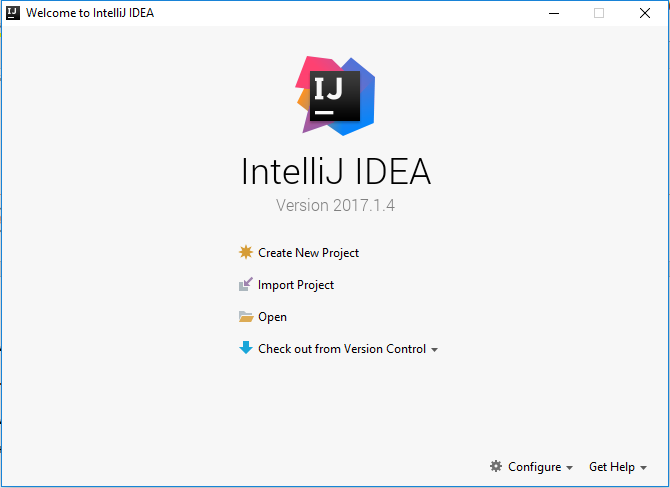 Welcome to IntelliJ IDEA
IJ
IntelliJ IDEA
Version 2017.1.4
Create New Project
Import Project
Open
Check out from Version Control
Configure
Get Help